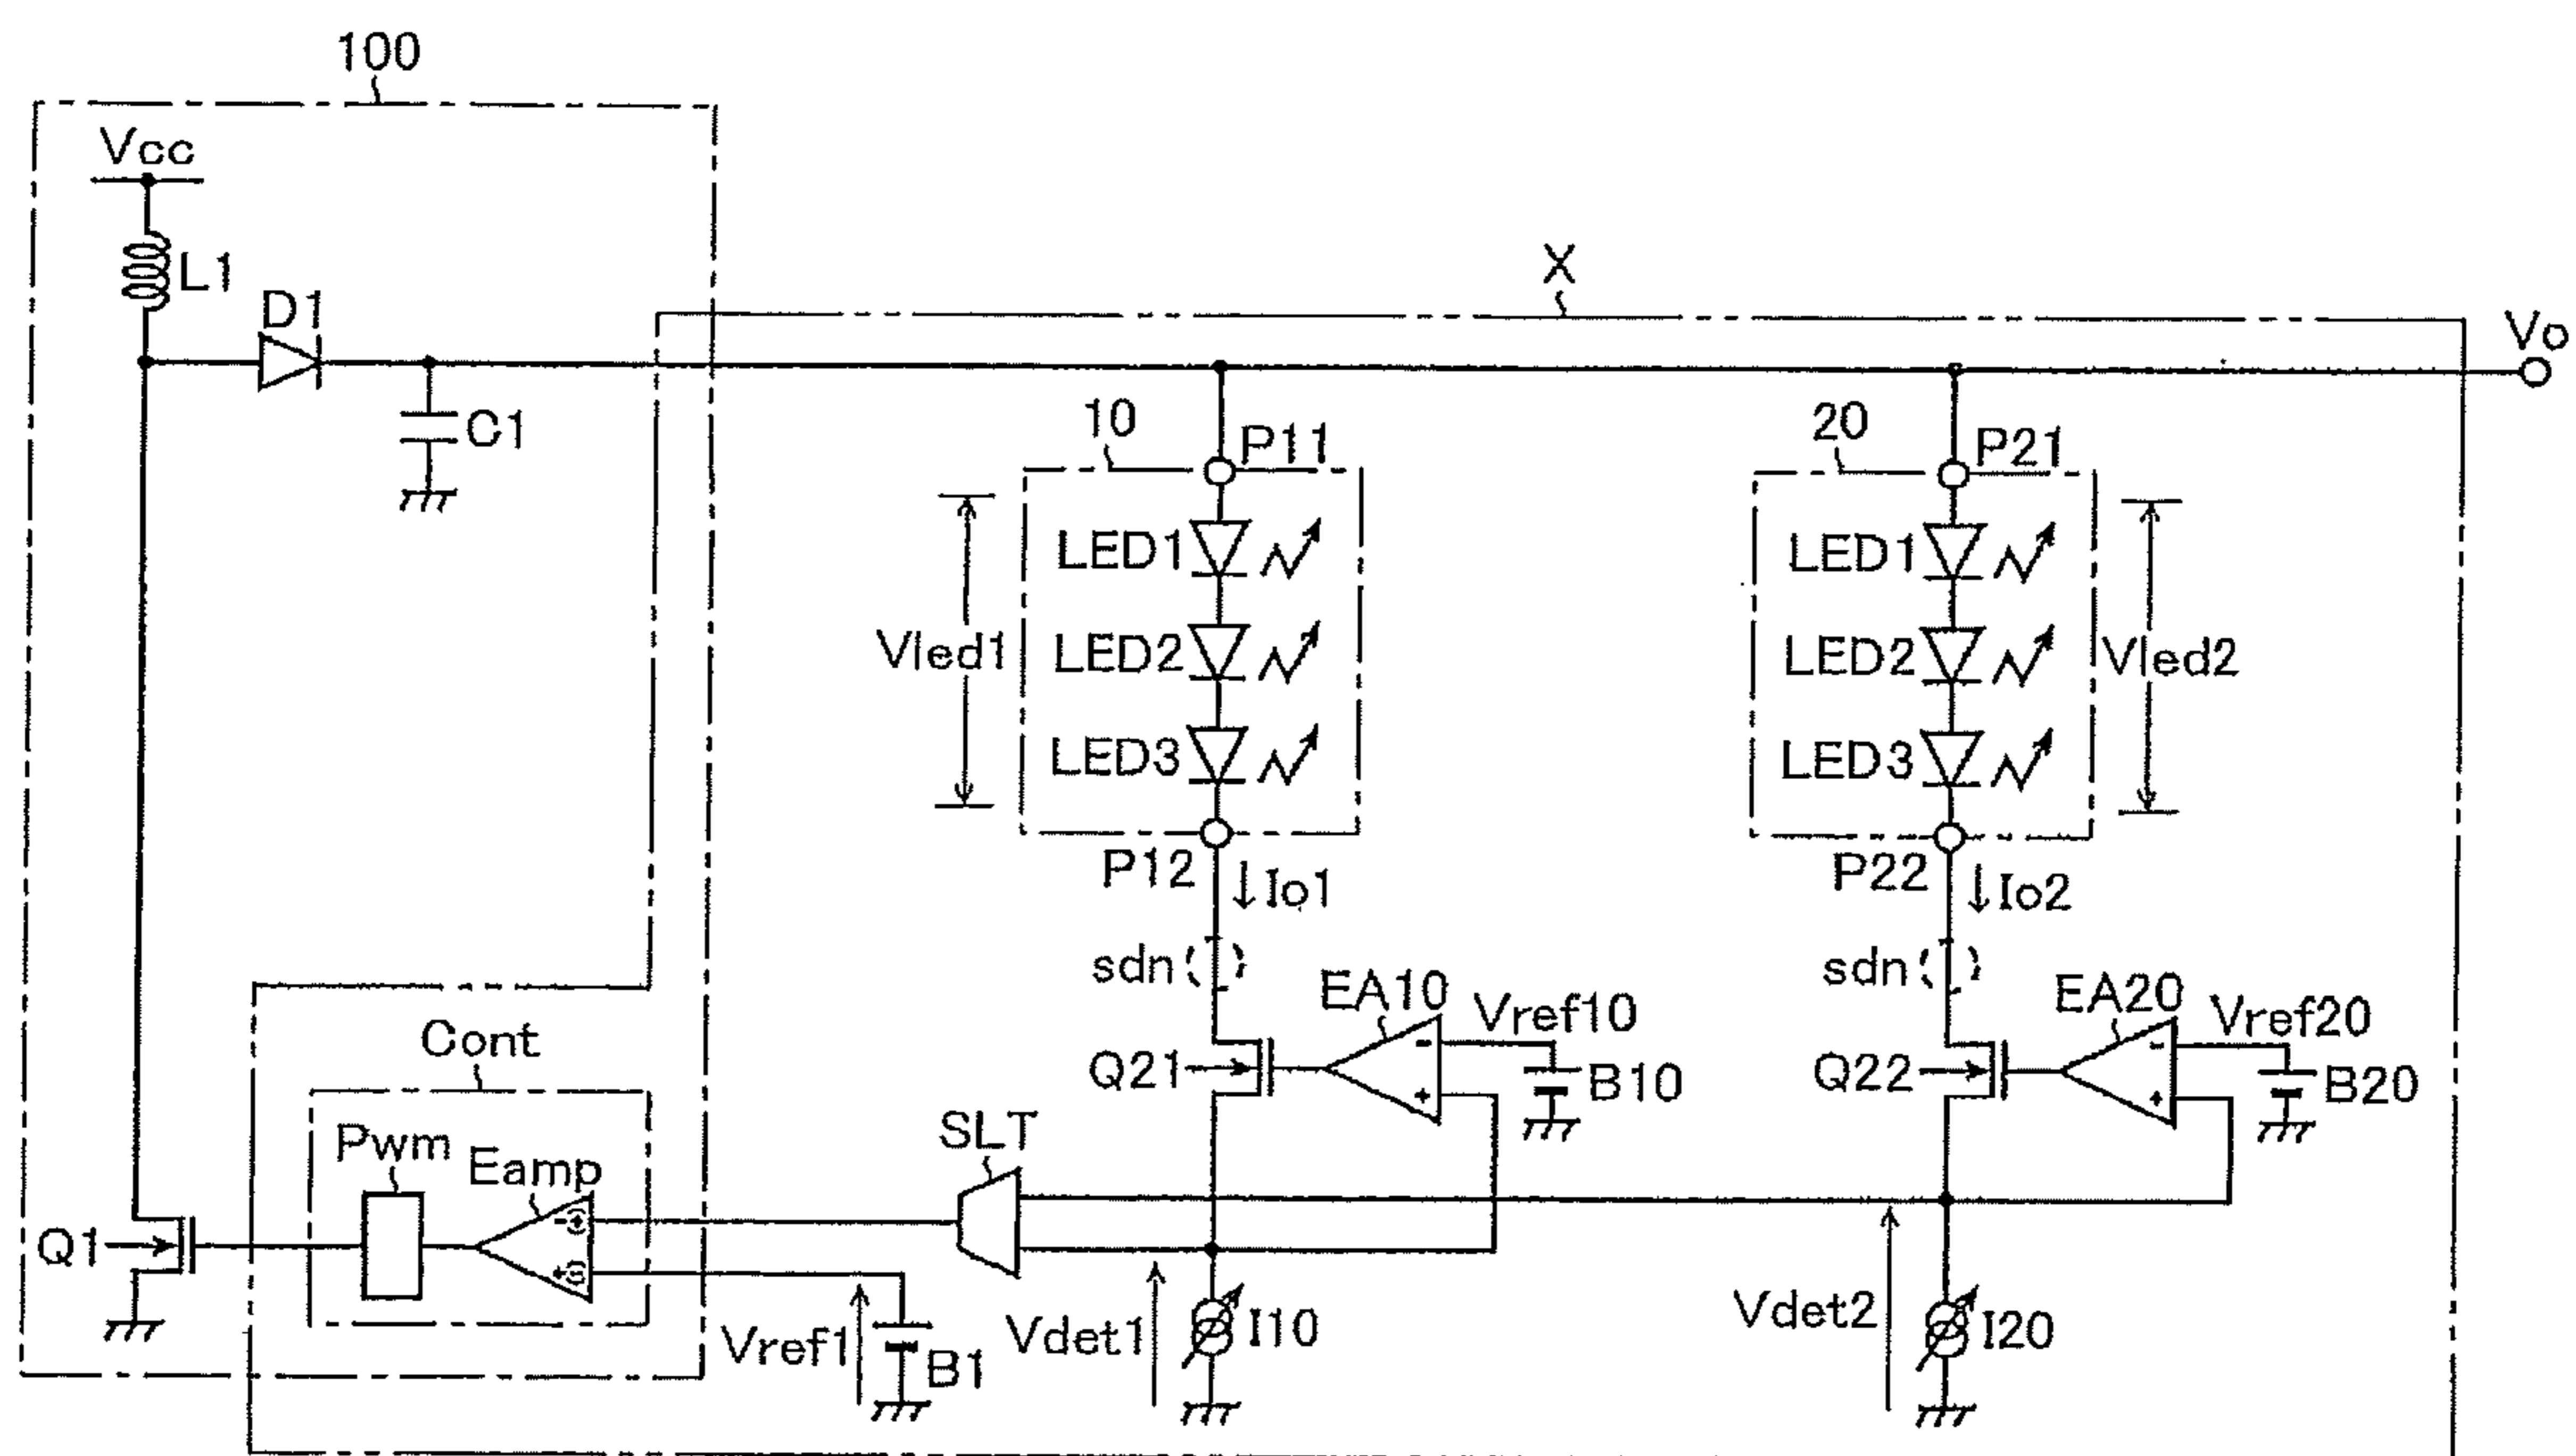 100
Vcc
L1
D1
X
Vo
C1
10
P11
20
P21
LED1
LED1
Vled1
LED2
LED2
Vled2
LED3
LED3
P12
Io1
P22
Io2
sdn
sdn
EA10
Vref10
EA20
Vref20
Cont
Q21
-
+
B10
Q22
-
+
B20
Pwm
Eamp
SLT
Q1
- +
+ -
Vref1
B1
Vdet1
I10
Vdet2
I20